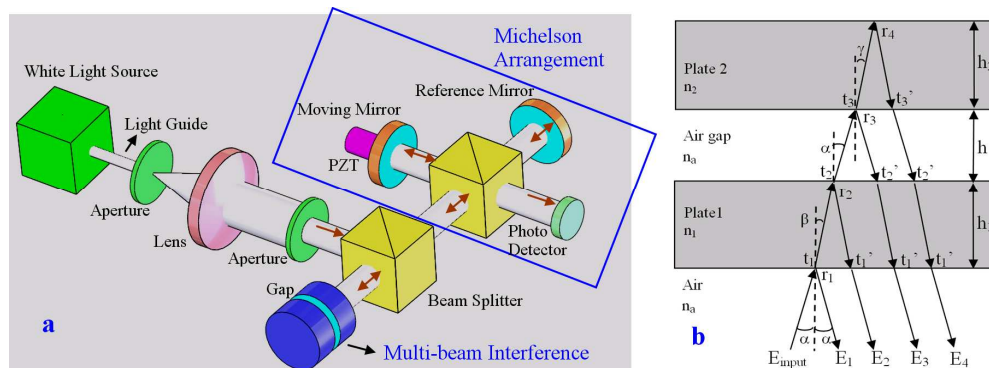 Michelson
Arrangement
White Light Source
Light Guide
Aperture
Lens
Aperture
Moving Mirror
PZT
Reference Mirror
Photo
Detector
Beam Splitter
Gap
Multi-beam Interference
a
Plate 2
n2
r4
γ
t3
t3'
r3
h
Air gap
na
α
h
t2
t2'
t2'
r2
Plate1
n1
β
h
t1
t1'
t1'
t1'
r1
Air
na
α
α
Einput
E1
E2
E3
E4
b